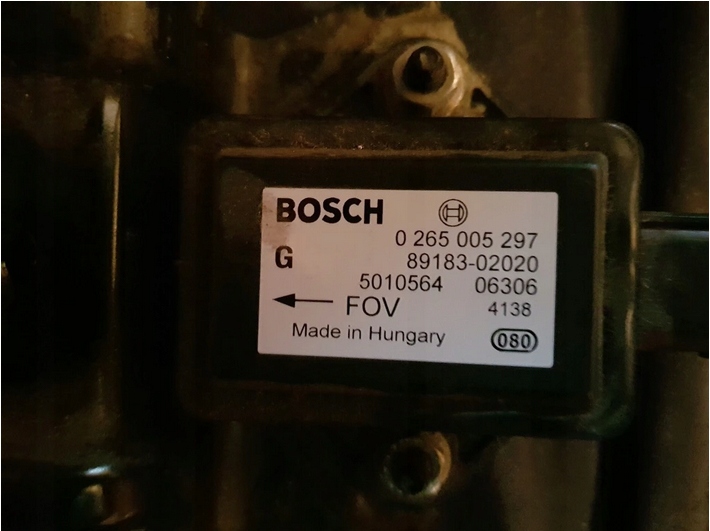 BOSCH
0 265 005 297
G 89183-02020
5010564 06306
FOV 4138
Made in Hungary 080